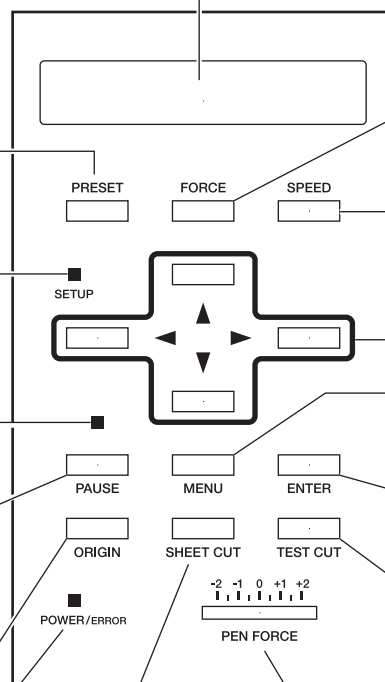 PRESET FORCE SPEED
SETUP
PAUSE MENU ENTER
ORIGIN SHEET CUT TEST CUT
-2 -1 0 +1 +2
POWER/ERROR
PEN FORCE